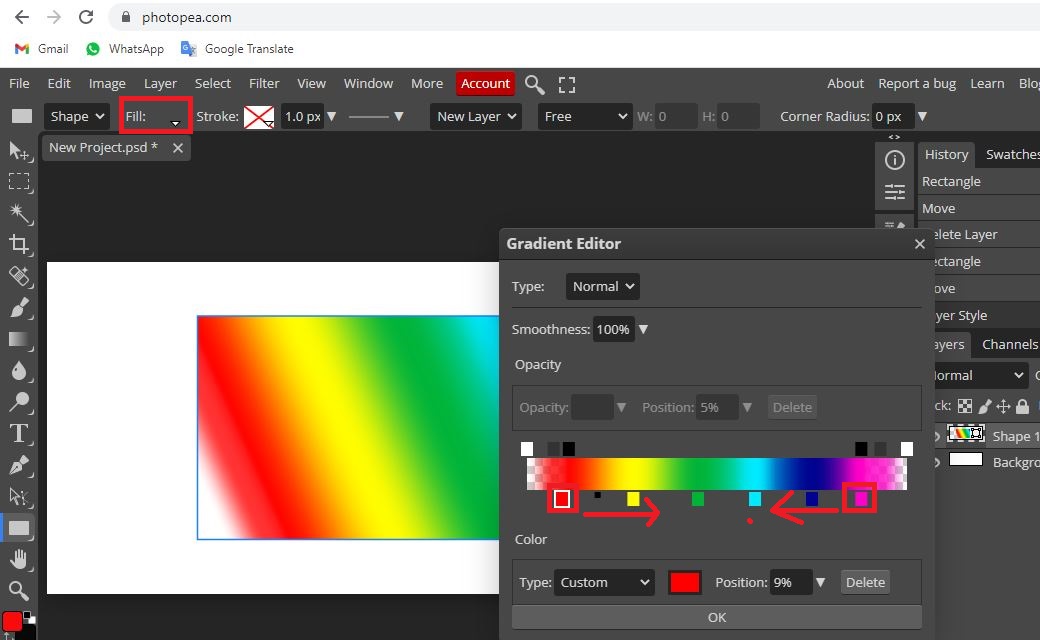 photopea.com
Gmail WhatsApp Google Translate
File Edit Image Layer Select Filter View Window More Account About Report a bug Learn Blo
Shape Fill: Stroke: 1.0 px New Layer Free W: 0 H: 0 Corner Radius: 0 px
New Project.psd *
History Swatches
Rectangle
Move
elete Layer
ectangle
ove
yer Style
ayers Channels
ormal
ck:
Shape 1
Backgro
Gradient Editor
Type: Normal
Smoothness: 100%
Opacity
Opacity: Position: 5% Delete
Color
Type: Custom Position: 9% Delete
OK